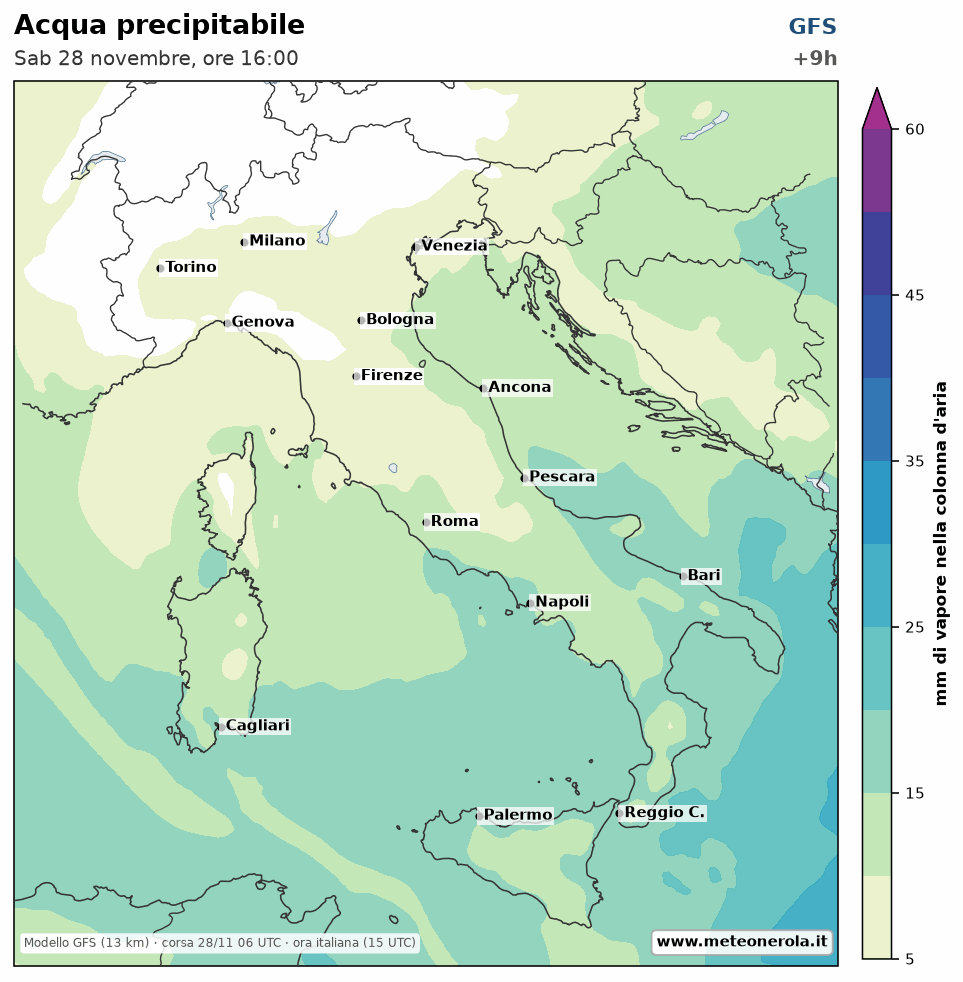 Acqua precipitabile
GFS
Sab 28 novembre, ore 16:00
+9h
Milano
Venezia
Torino
Genova
Bologna
Firenze
Ancona
Pescara
Roma
Bari
Napoli
Cagliari
Palermo
Reggio C.
60
45
35
25
15
5
mm di vapore nella colonna d'aria
Modello GFS (13 km) · corsa 28/11 06 UTC · ora italiana (15 UTC)
www.meteonerola.it